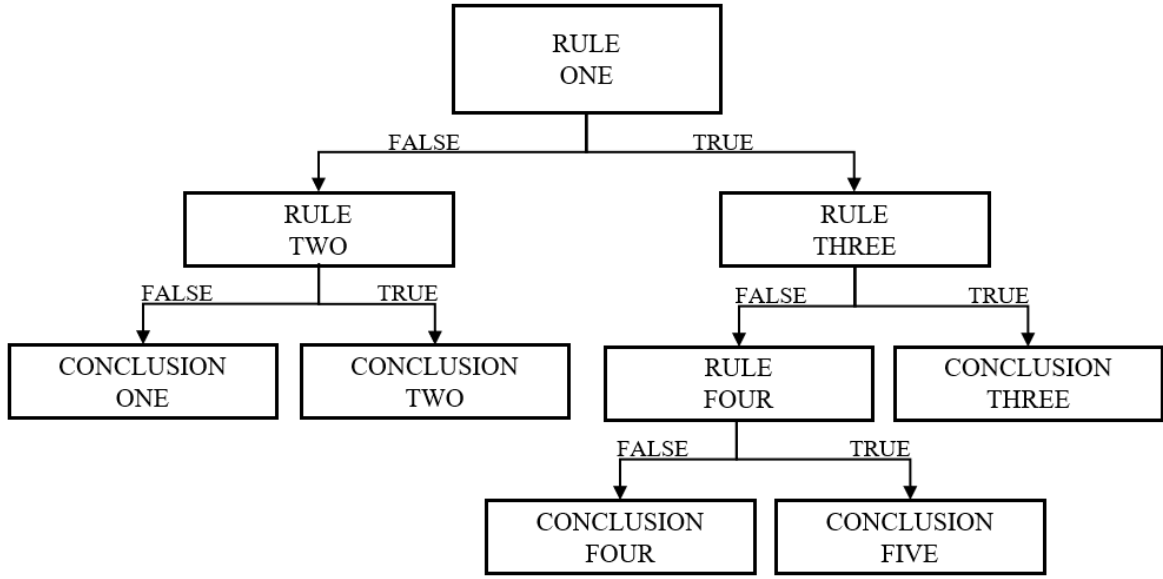 RULE
ONE
FALSE
TRUE
RULE
TWO
RULE
THREE
FALSE
TRUE
FALSE
TRUE
CONCLUSION
ONE
CONCLUSION
TWO
RULE
FOUR
CONCLUSION
THREE
FALSE
TRUE
CONCLUSION
FOUR
CONCLUSION
FIVE